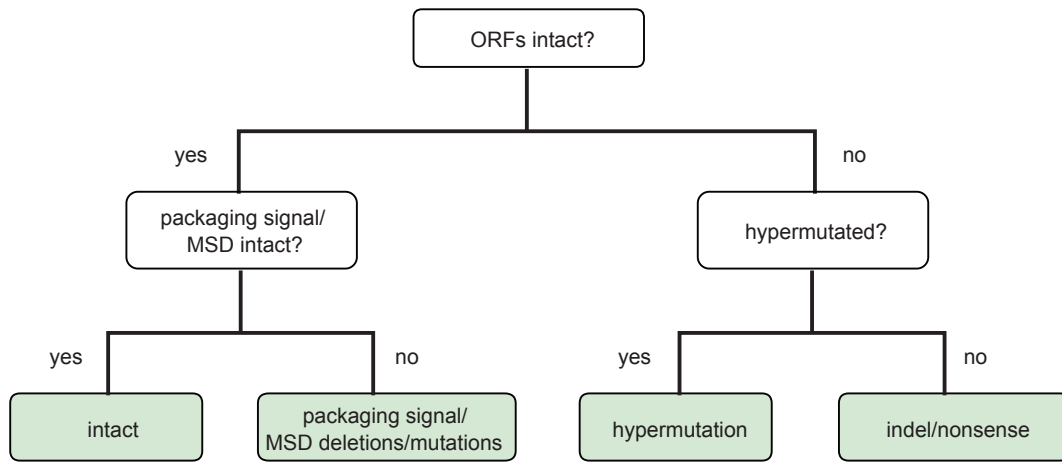 ORFs intact?
yes
no
packaging signal/
MSD intact?
hypermutated?
yes
no
yes
no
intact
packaging signal/
MSD deletions/mutations
hypermutation
indel/nonsense